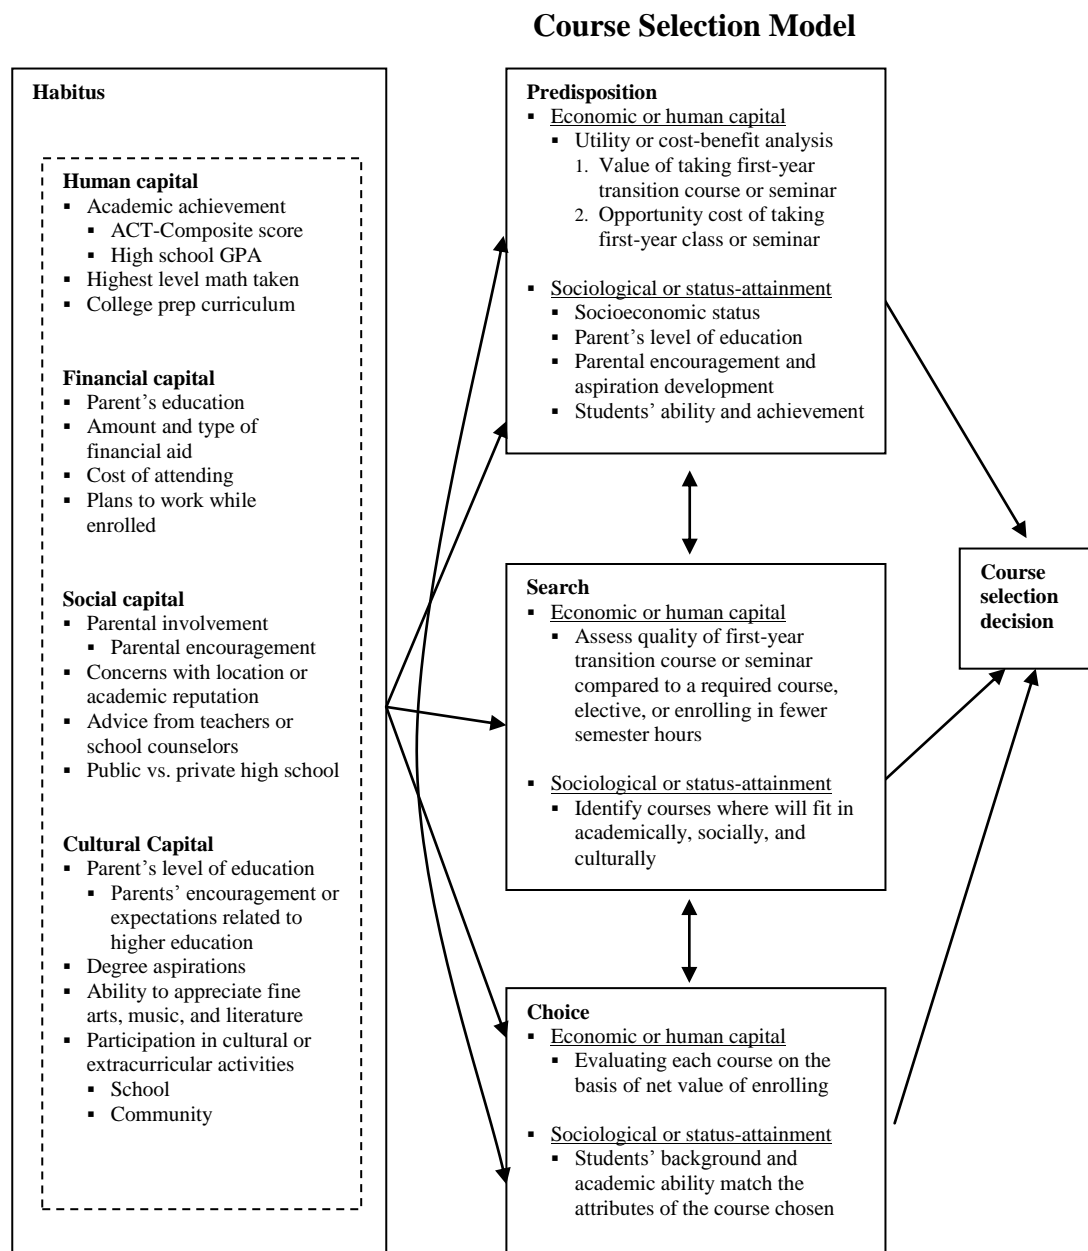 Course Selection Model
Habitus
Human capital
▪ Academic achievement
▪ ACT-Composite score
▪ High school GPA
▪ Highest level math taken
▪ College prep curriculum
Financial capital
▪ Parent’s education
▪ Amount and type of
financial aid
▪ Cost of attending
▪ Plans to work while
enrolled
Social capital
▪ Parental involvement
▪ Parental encouragement
▪ Concerns with location or
academic reputation
▪ Advice from teachers or
school counselors
▪ Public vs. private high school
Cultural Capital
▪ Parent’s level of education
▪ Parents’ encouragement or
expectations related to
higher education
▪ Degree aspirations
▪ Ability to appreciate fine
arts, music, and literature
▪ Participation in cultural or
extracurricular activities
▪ School
▪ Community
Predisposition
▪ Economic or human capital
▪ Utility or cost-benefit analysis
1. Value of taking first-year
transition course or seminar
2. Opportunity cost of taking
first-year class or seminar
▪ Sociological or status-attainment
▪ Socioeconomic status
▪ Parent’s level of education
▪ Parental encouragement and
aspiration development
▪ Students’ ability and achievement
Search
▪ Economic or human capital
▪ Assess quality of first-year
transition course or seminar
compared to a required course,
elective, or enrolling in fewer
semester hours
▪ Sociological or status-attainment
▪ Identify courses where will fit in
academically, socially, and
culturally
Choice
▪ Economic or human capital
▪ Evaluating each course on the
basis of net value of enrolling
▪ Sociological or status-attainment
▪ Students’ background and
academic ability match the
attributes of the course chosen
Course
selection
decision